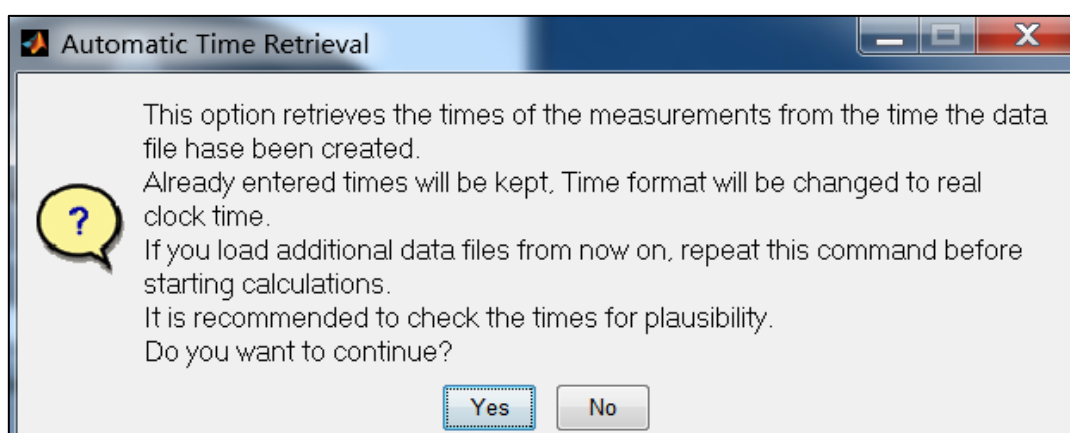 Automatic Time Retrieval
X
This option retrieves the times of the measurements from the time the data
file hase been created.
Already entered times will be kept, Time format will be changed to real
clock time.
If you load additional data files from now on, repeat this command before
starting calculations.
It is recommended to check the times for plausibility.
Do you want to continue?
?
Yes No